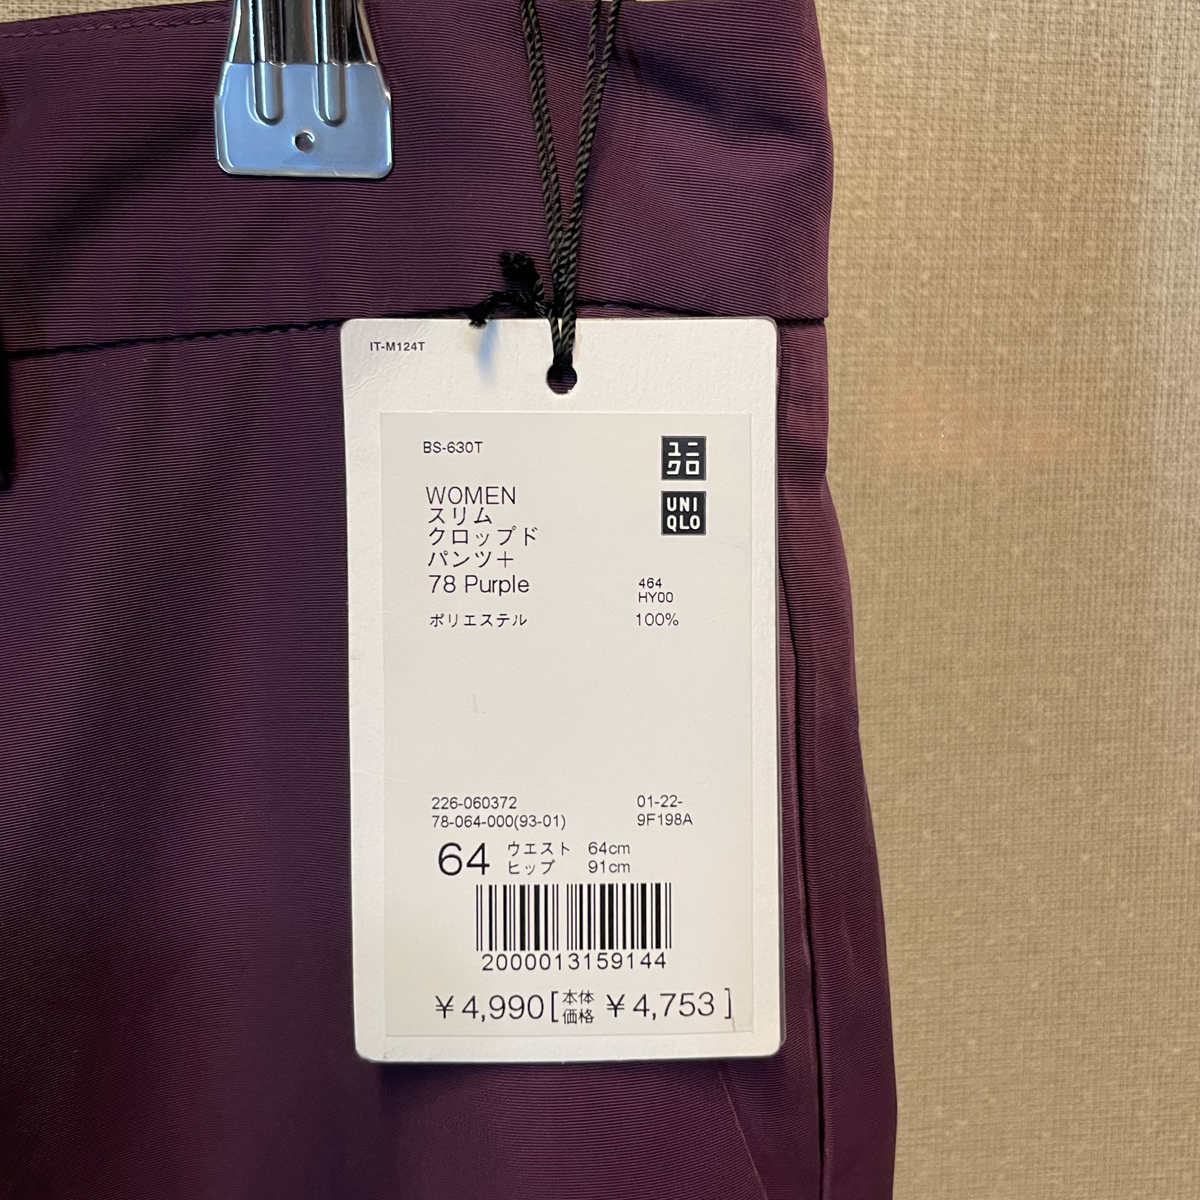 IT-M124T
BS-630T
ユニ
クロ
UNI
QLO
WOMEN
スリム
クロップド
パンツ＋
78 Purple
464
HY00
ポリエステル 100%
226-060372 01-22-
78-064-000(93-01) 9F198A
64
ウエスト 64cm
ヒップ 91cm
2000013159144
¥4,990[本体価格 ¥4,753]